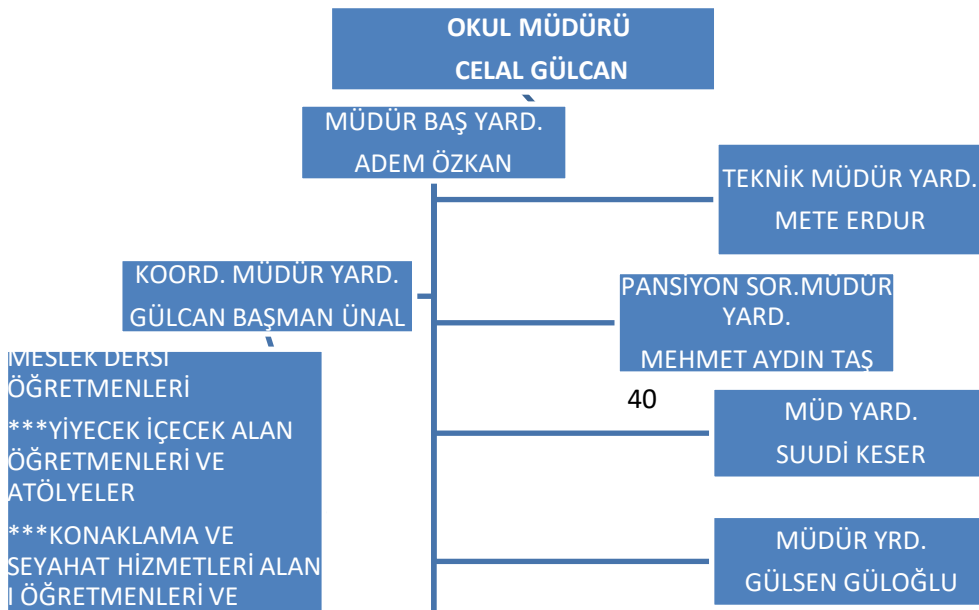 OKUL MÜDÜRÜ
CELAL GÜLCAN
MÜDÜR BAŞ YARD.
ADEM ÖZKAN
TEKNİK MÜDÜR YARD.
METE ERDUR
KOORD. MÜDÜR YARD.
GÜLCAN BAŞMAN ÜNAL
PANSİYON SOR.MÜDÜR
YARD.
MEHMET AYDIN TAŞ
MESLEK DERSİ
ÖĞRETMENLERİ
***YİYECEK İÇECEK ALAN
ÖĞRETMENLERİ VE
ATÖLYELER
***KONAKLAMA VE
SEYAHAT HİZMETLERİ ALAN
I ÖĞRETMENLERİ VE
40
MÜD YARD.
SUUDİ KESER
MÜDÜR YRD.
GÜLSEN GÜLOĞLU